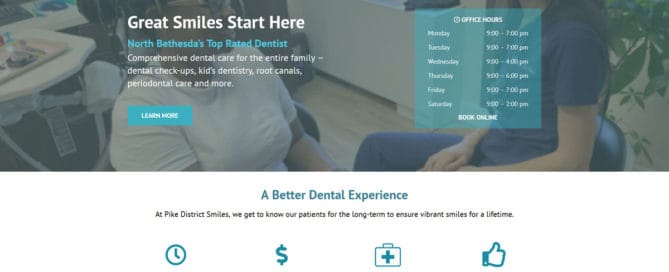 Great Smiles Start Here
North Bethesda's Top Rated Dentist
Comprehensive dental care for the entire family –
dental check-ups, kid's dentistry, root canals,
periodontal care and more.
LEARN MORE
OFFICE HOURS
Monday 9:00 – 7:00 pm
Tuesday 9:00 – 7:00 pm
Wednesday 9:00 – 4:00 pm
Thursday 9:00 – 6:00 pm
Friday 9:00 – 7:00 pm
Saturday 9:00 – 2:00 pm
BOOK ONLINE
A Better Dental Experience
At Pike District Smiles, we get to know our patients for the long-term to ensure vibrant smiles for a lifetime.
$